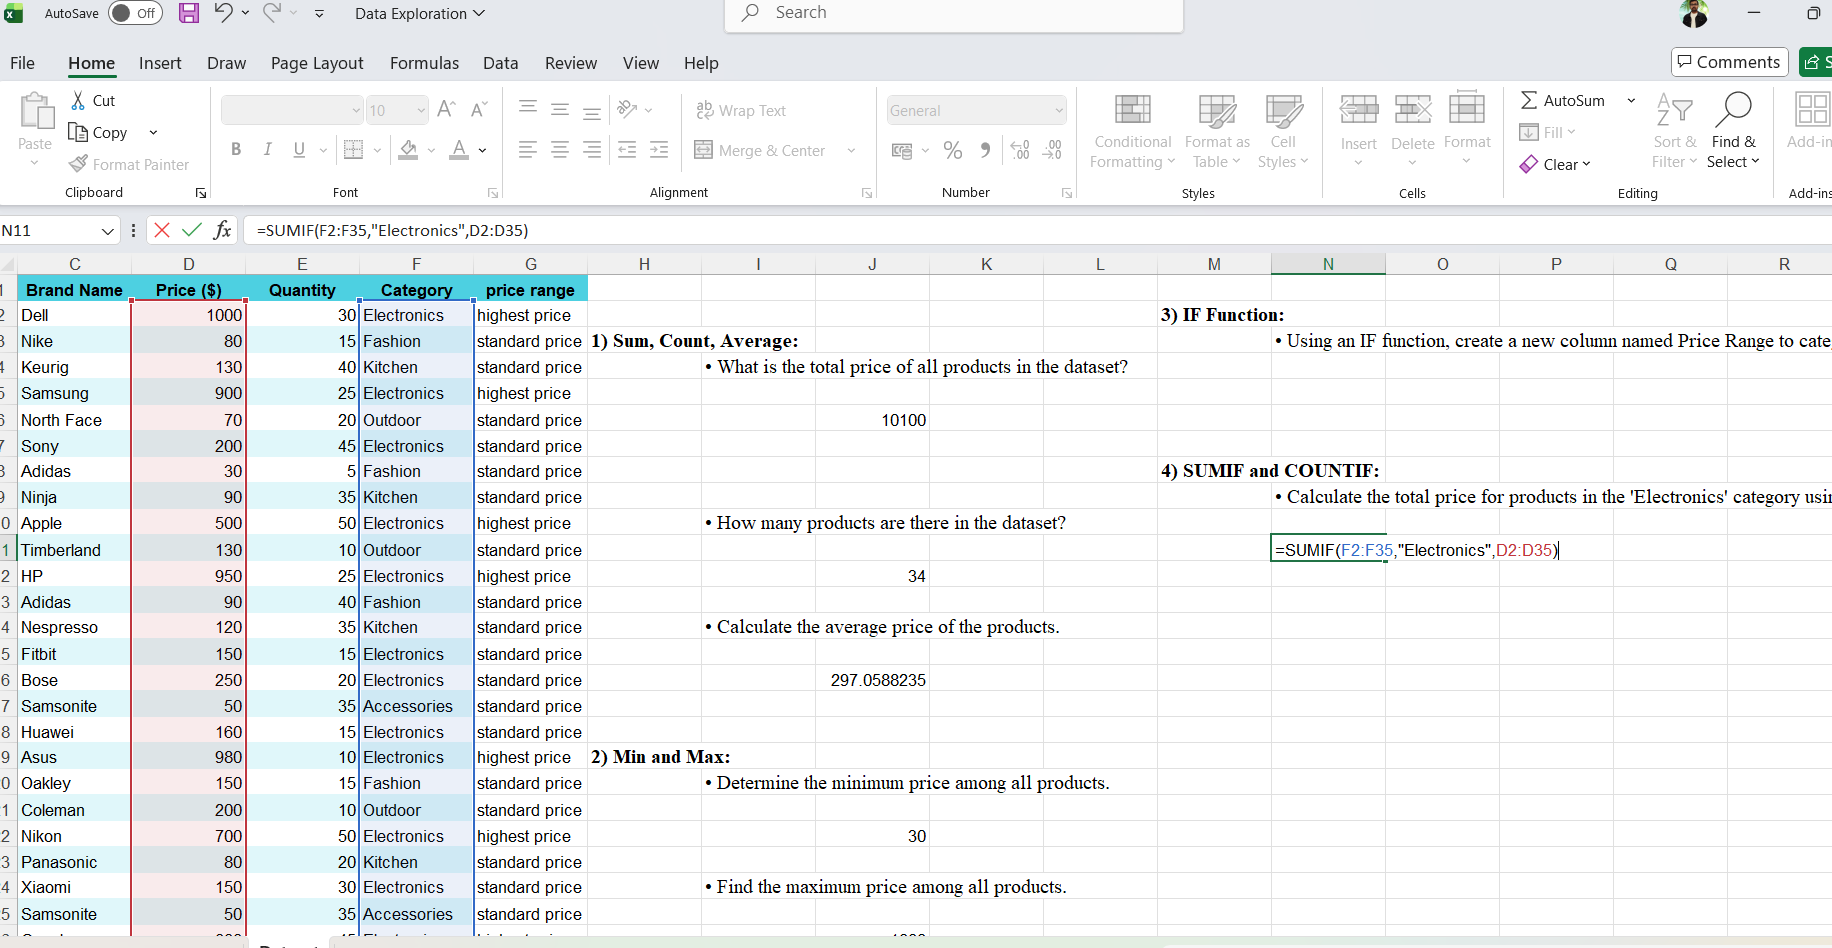 AutoSave Off Data Exploration Search
File Home Insert Draw Page Layout Formulas Data Review View Help Comments
Paste Cut Copy Format Painter Clipboard
10 B I U A Font
ab Wrap Text Merge & Center Alignment
General % Number
Conditional Formatting Format as Table Cell Styles Styles
Insert Delete Format Cells
AutoSum Fill Clear Sort & Filter Find & Select Editing
Add-ins
N11 fx =SUMIF(F2:F35,"Electronics",D2:D35)
C D E F G H I J K L M N O P Q R
Brand Name Price ($) Quantity Category price range
Dell 1000 30 Electronics highest price 3) IF Function:
Nike 80 15 Fashion standard price 1) Sum, Count, Average: • Using an IF function, create a new column named Price Range to cate
Keurig 130 40 Kitchen standard price • What is the total price of all products in the dataset?
Samsung 900 25 Electronics highest price
North Face 70 20 Outdoor standard price 10100
Sony 200 45 Electronics standard price
Adidas 30 5 Fashion standard price 4) SUMIF and COUNTIF:
Ninja 90 35 Kitchen standard price • Calculate the total price for products in the 'Electronics' category usin
Apple 500 50 Electronics highest price • How many products are there in the dataset?
Timberland 130 10 Outdoor standard price =SUMIF(F2:F35,"Electronics",D2:D35)
HP 950 25 Electronics highest price 34
Adidas 90 40 Fashion standard price
Nespresso 120 35 Kitchen standard price • Calculate the average price of the products.
Fitbit 150 15 Electronics standard price
Bose 250 20 Electronics standard price 297.0588235
Samsonite 50 35 Accessories standard price
Huawei 160 15 Electronics standard price
Asus 980 10 Electronics highest price 2) Min and Max:
Oakley 150 15 Fashion standard price • Determine the minimum price among all products.
Coleman 200 10 Outdoor standard price
Nikon 700 50 Electronics highest price 30
Panasonic 80 20 Kitchen standard price
Xiaomi 150 30 Electronics standard price • Find the maximum price among all products.
Samsonite 50 35 Accessories standard price